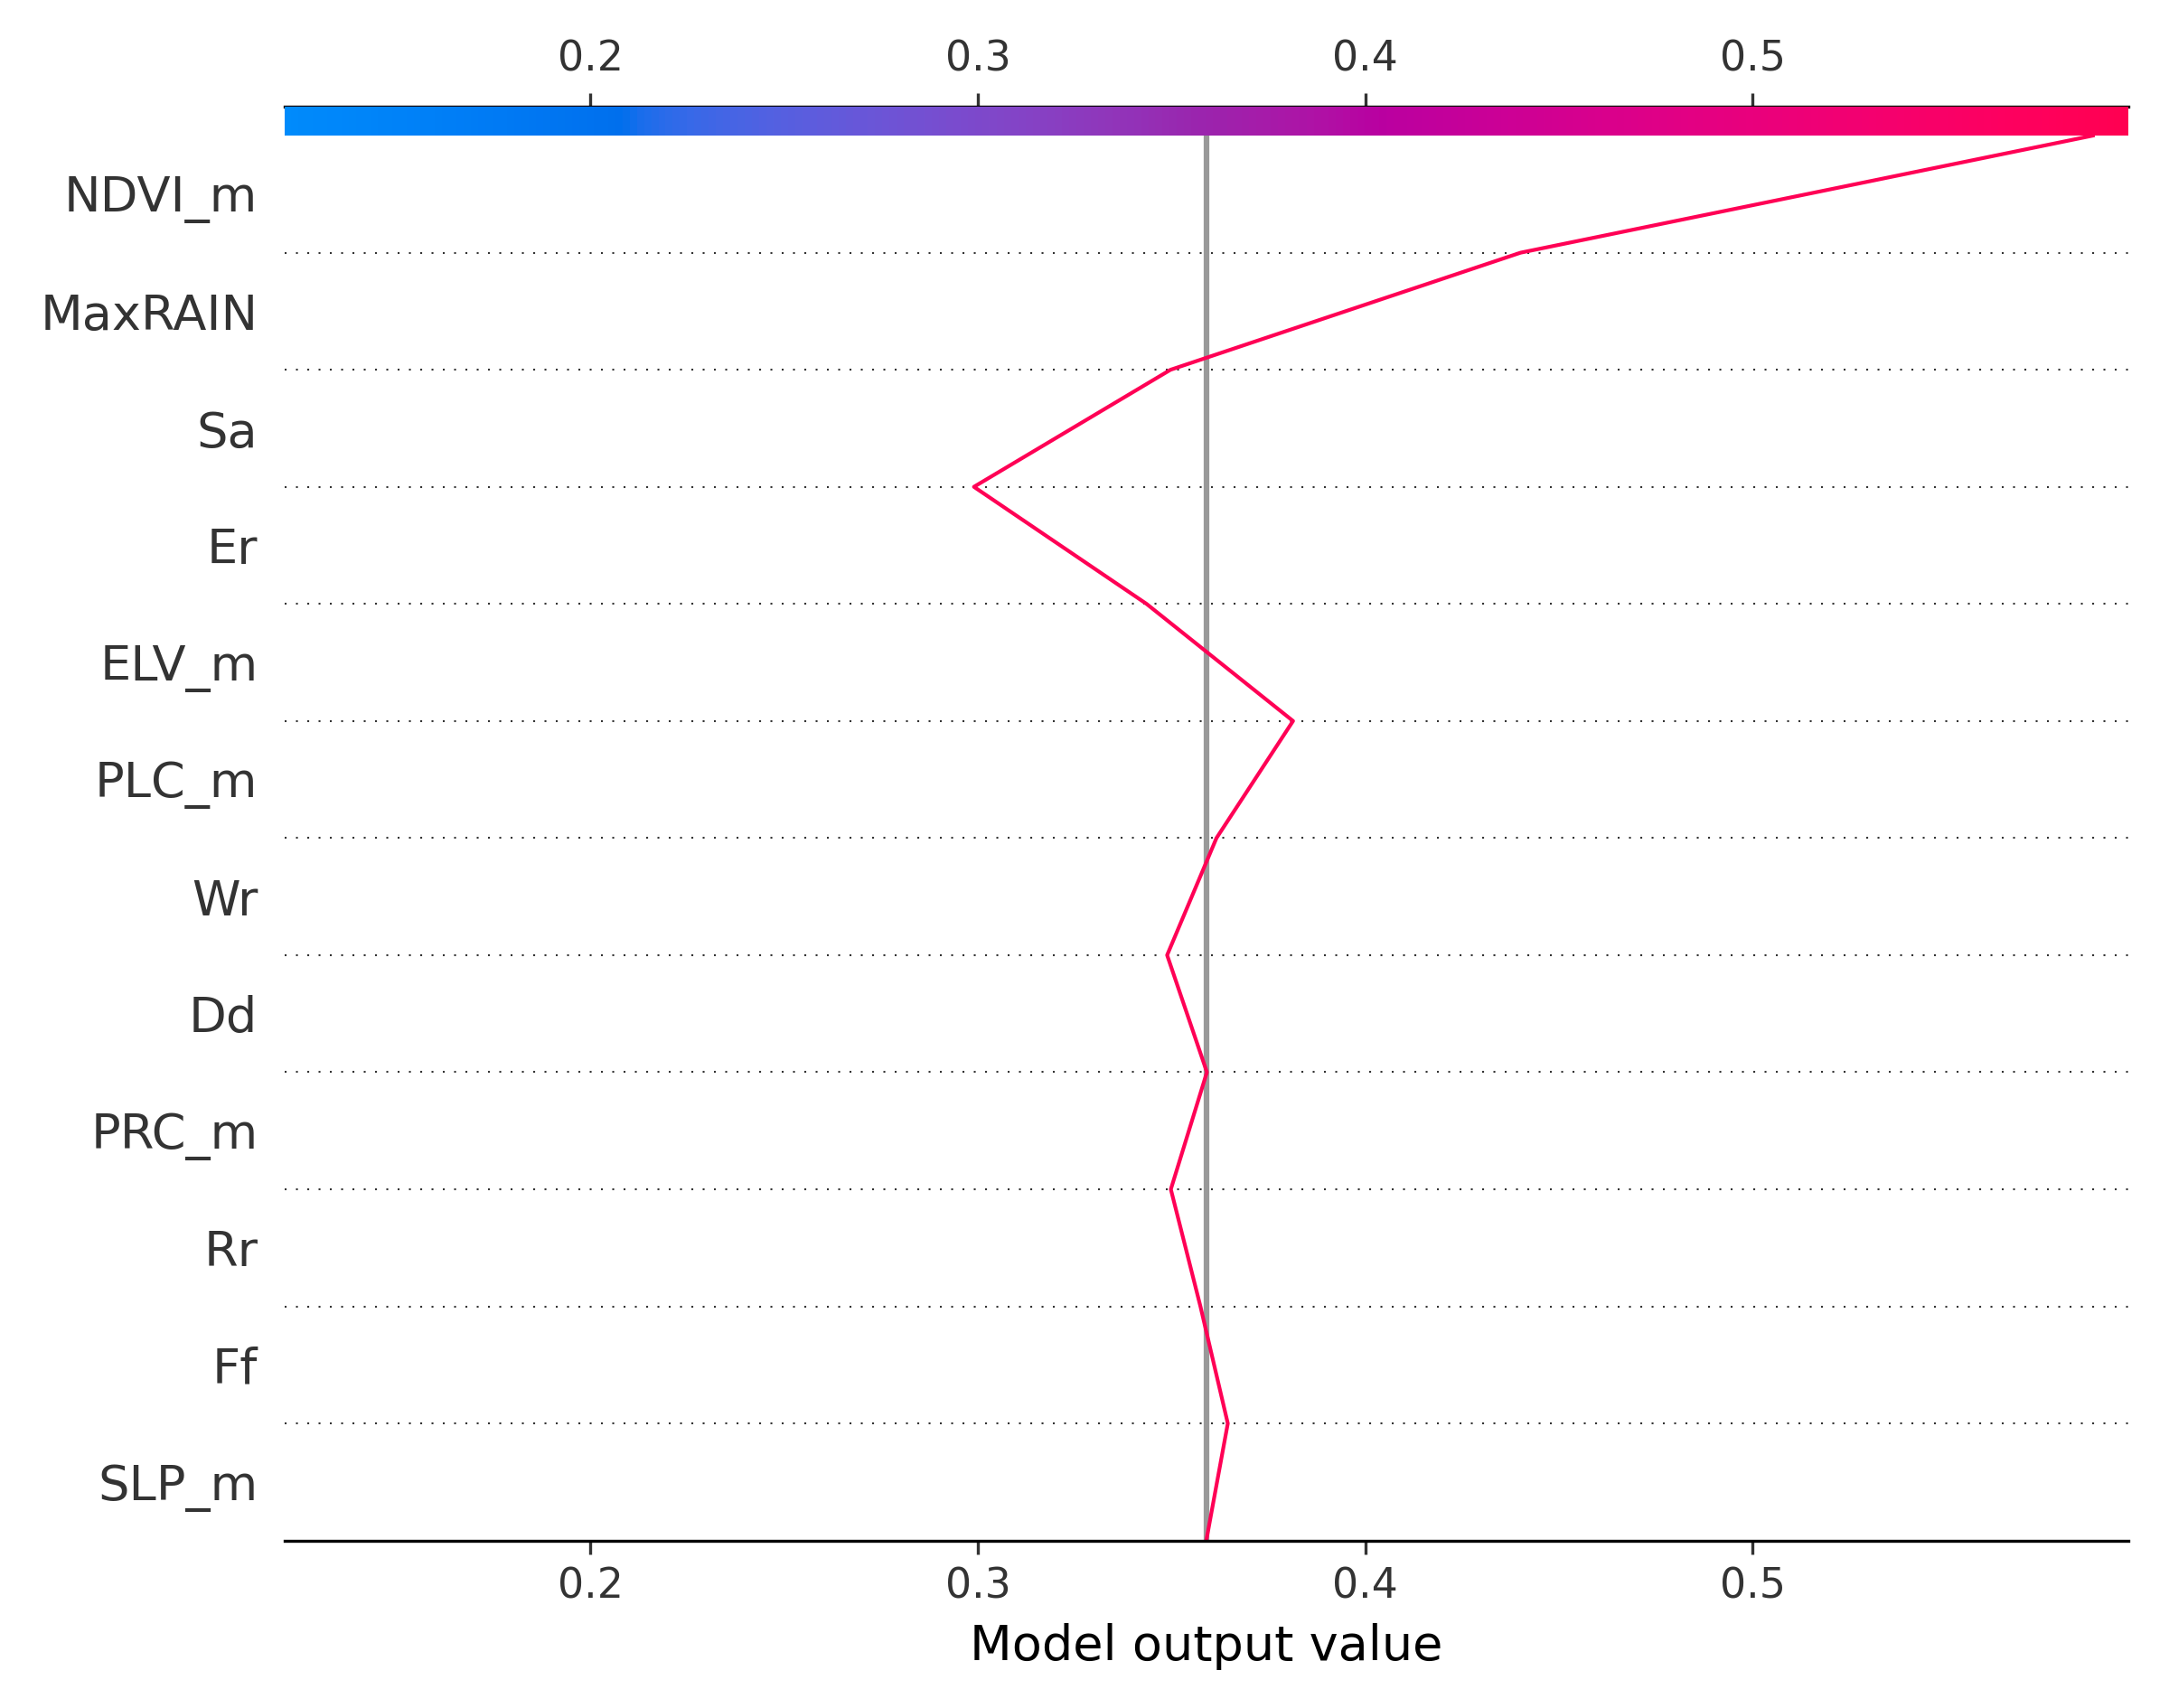 0.2 0.3 0.4 0.5
NDVI_m
MaxRAIN
Sa
Er
ELV_m
PLC_m
Wr
Dd
PRC_m
Rr
Ff
SLP_m
0.2 0.3 0.4 0.5
Model output value